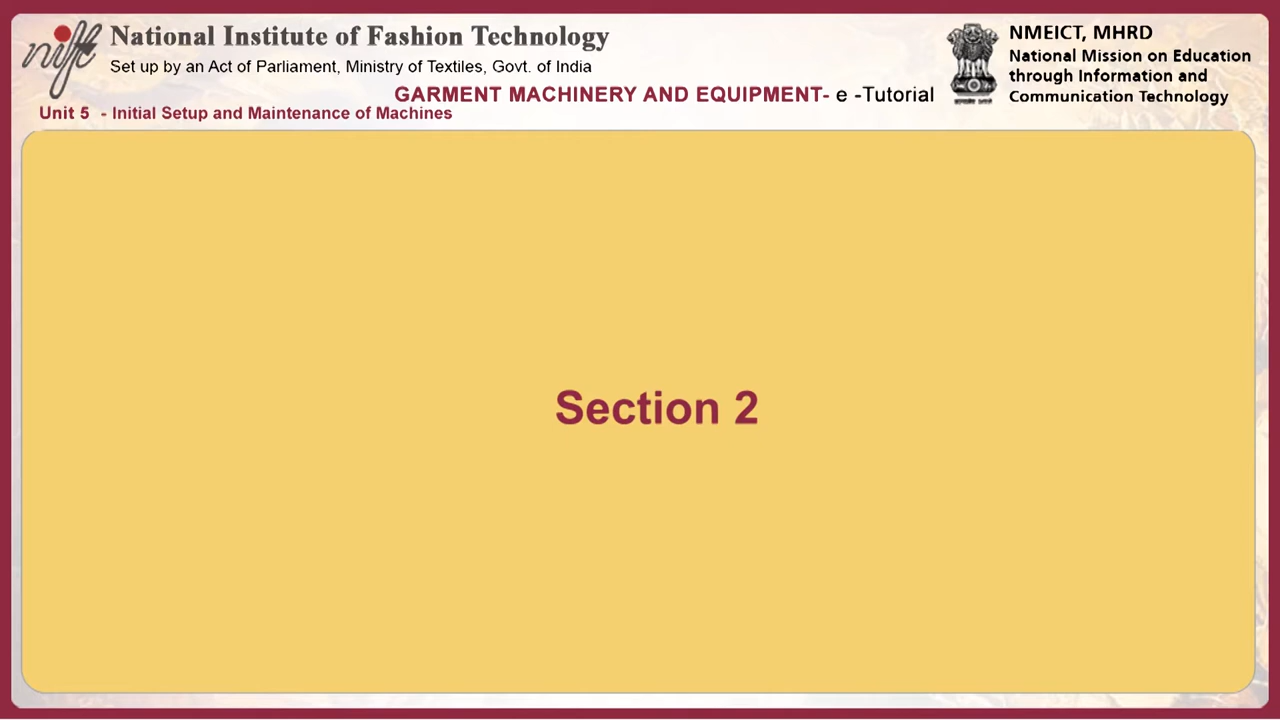 nift
National Institute of Fashion Technology
Set up by an Act of Parliament, Ministry of Textiles, Govt. of India
GARMENT MACHINERY AND EQUIPMENT- e -Tutorial
Unit 5 - Initial Setup and Maintenance of Machines
NMEICT, MHRD
National Mission on Education
through Information and
Communication Technology
Section 2